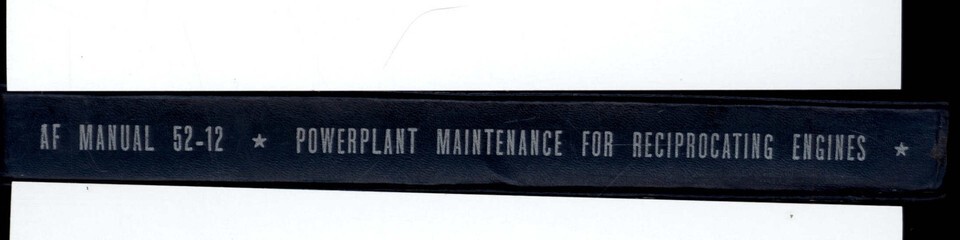 AF MANUAL 52-12 ★ POWERPLANT MAINTENANCE FOR RECIPROCATING ENGINES ★